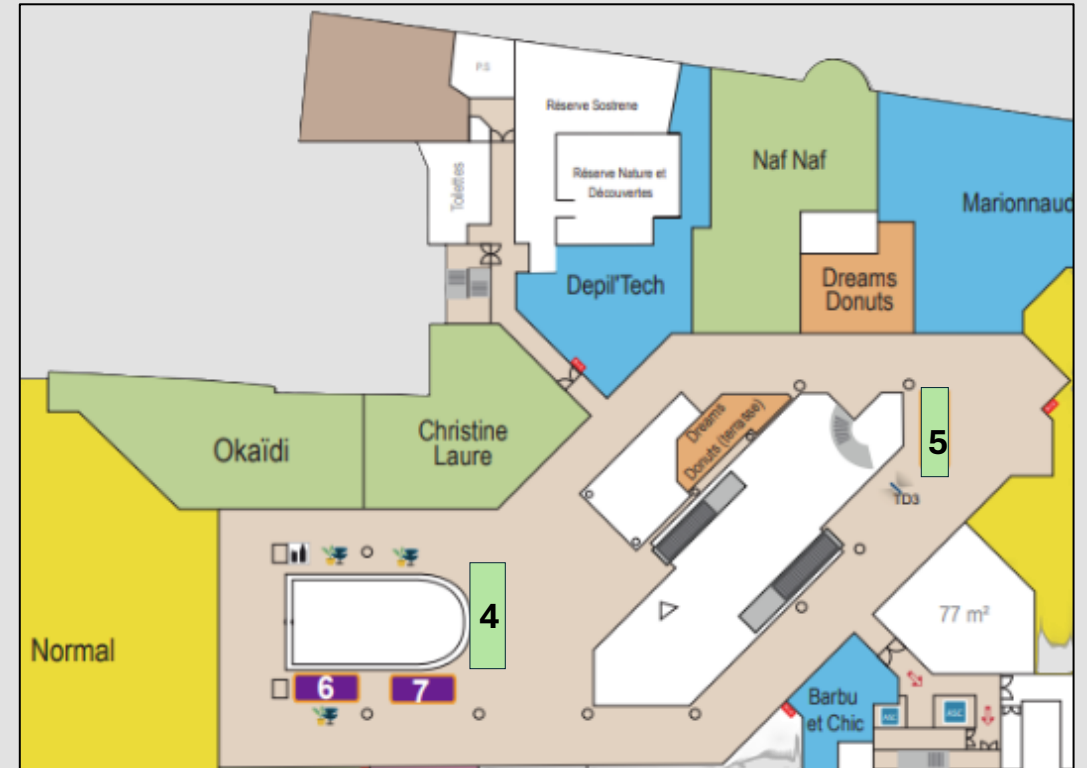 P.S
Réserve Sostrene
Toilettes
Réserve Nature et
Découvertes
Naf Naf
Marionnaud
Depil'Tech
Dreams
Donuts
Okaïdi
Christine
Laure
Dreams
Donuts (terrasse)
5
TD3
4
77 m²
Normal
6
7
Barbu
et Chic
ASC
ASC